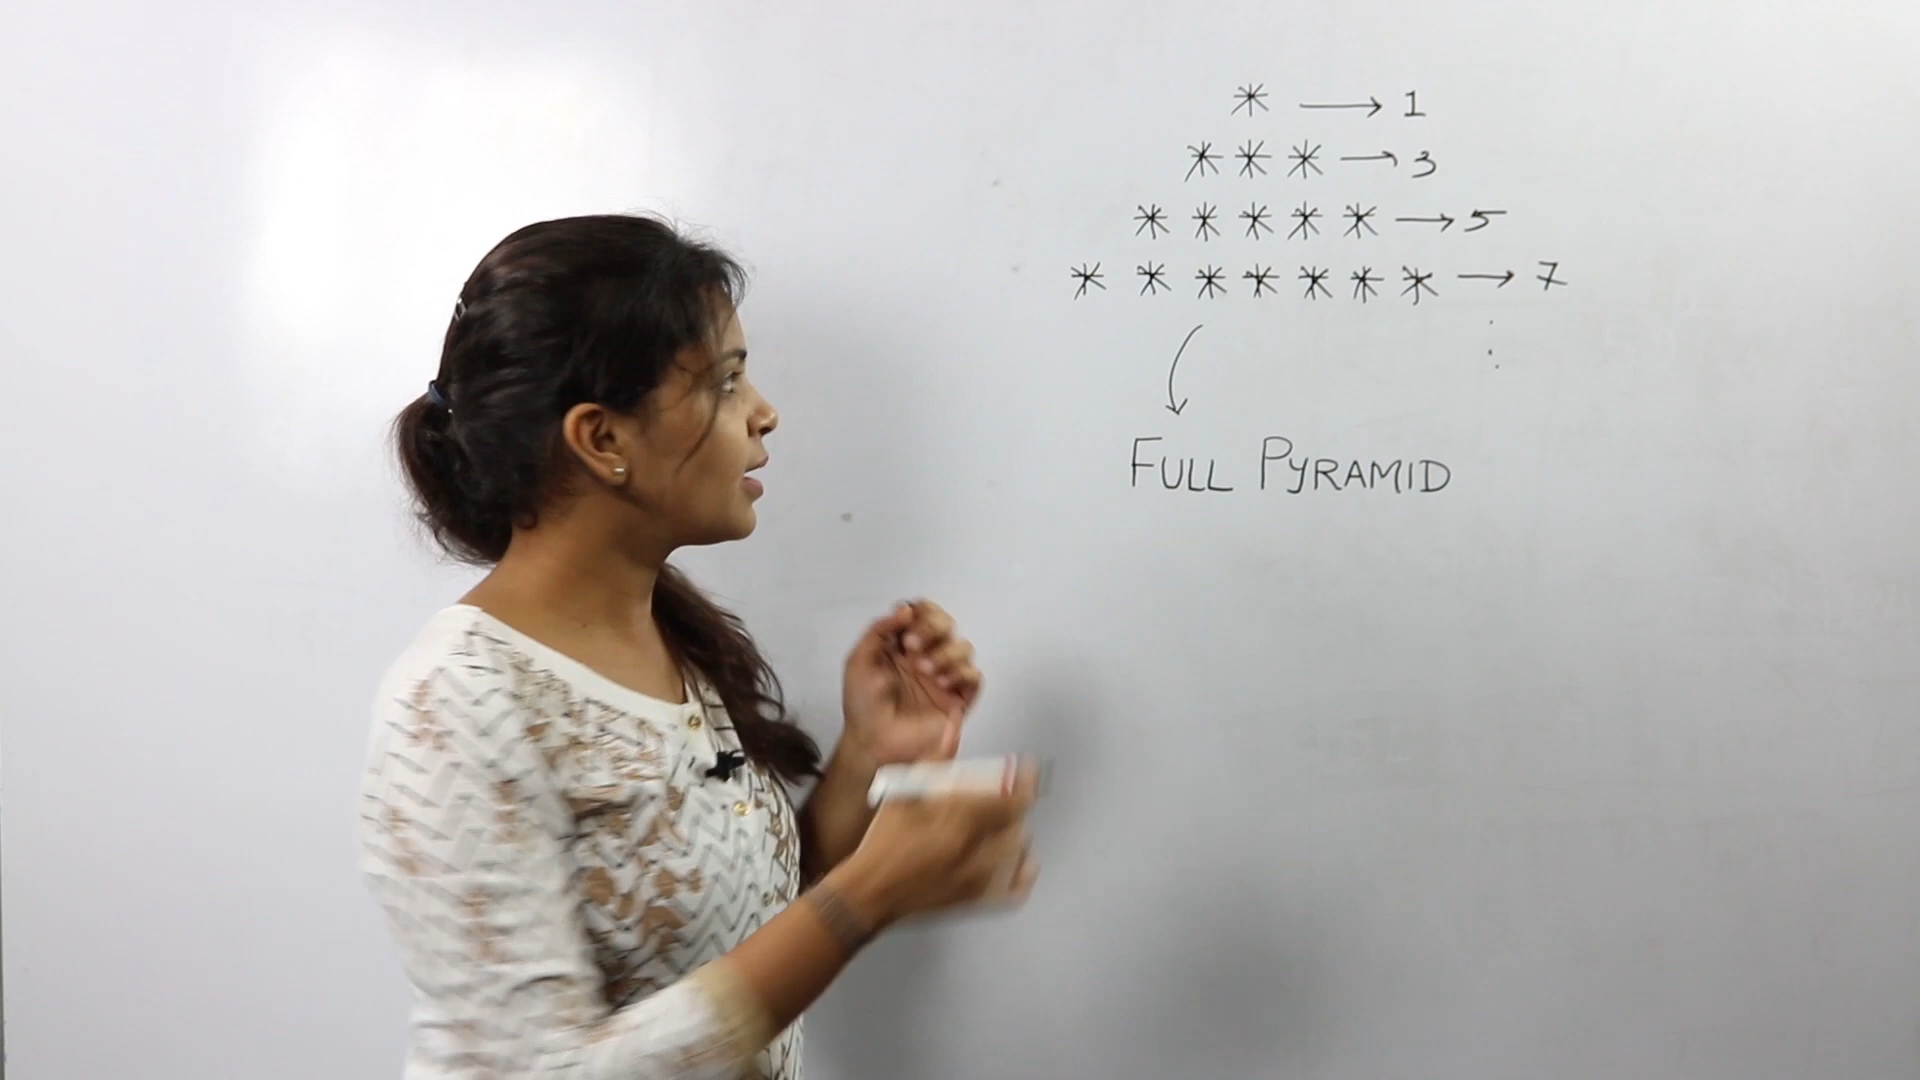 * → 1
* * * → 3
* * * * * → 5
* * * * * * * → 7
⋮
FULL PYRAMID